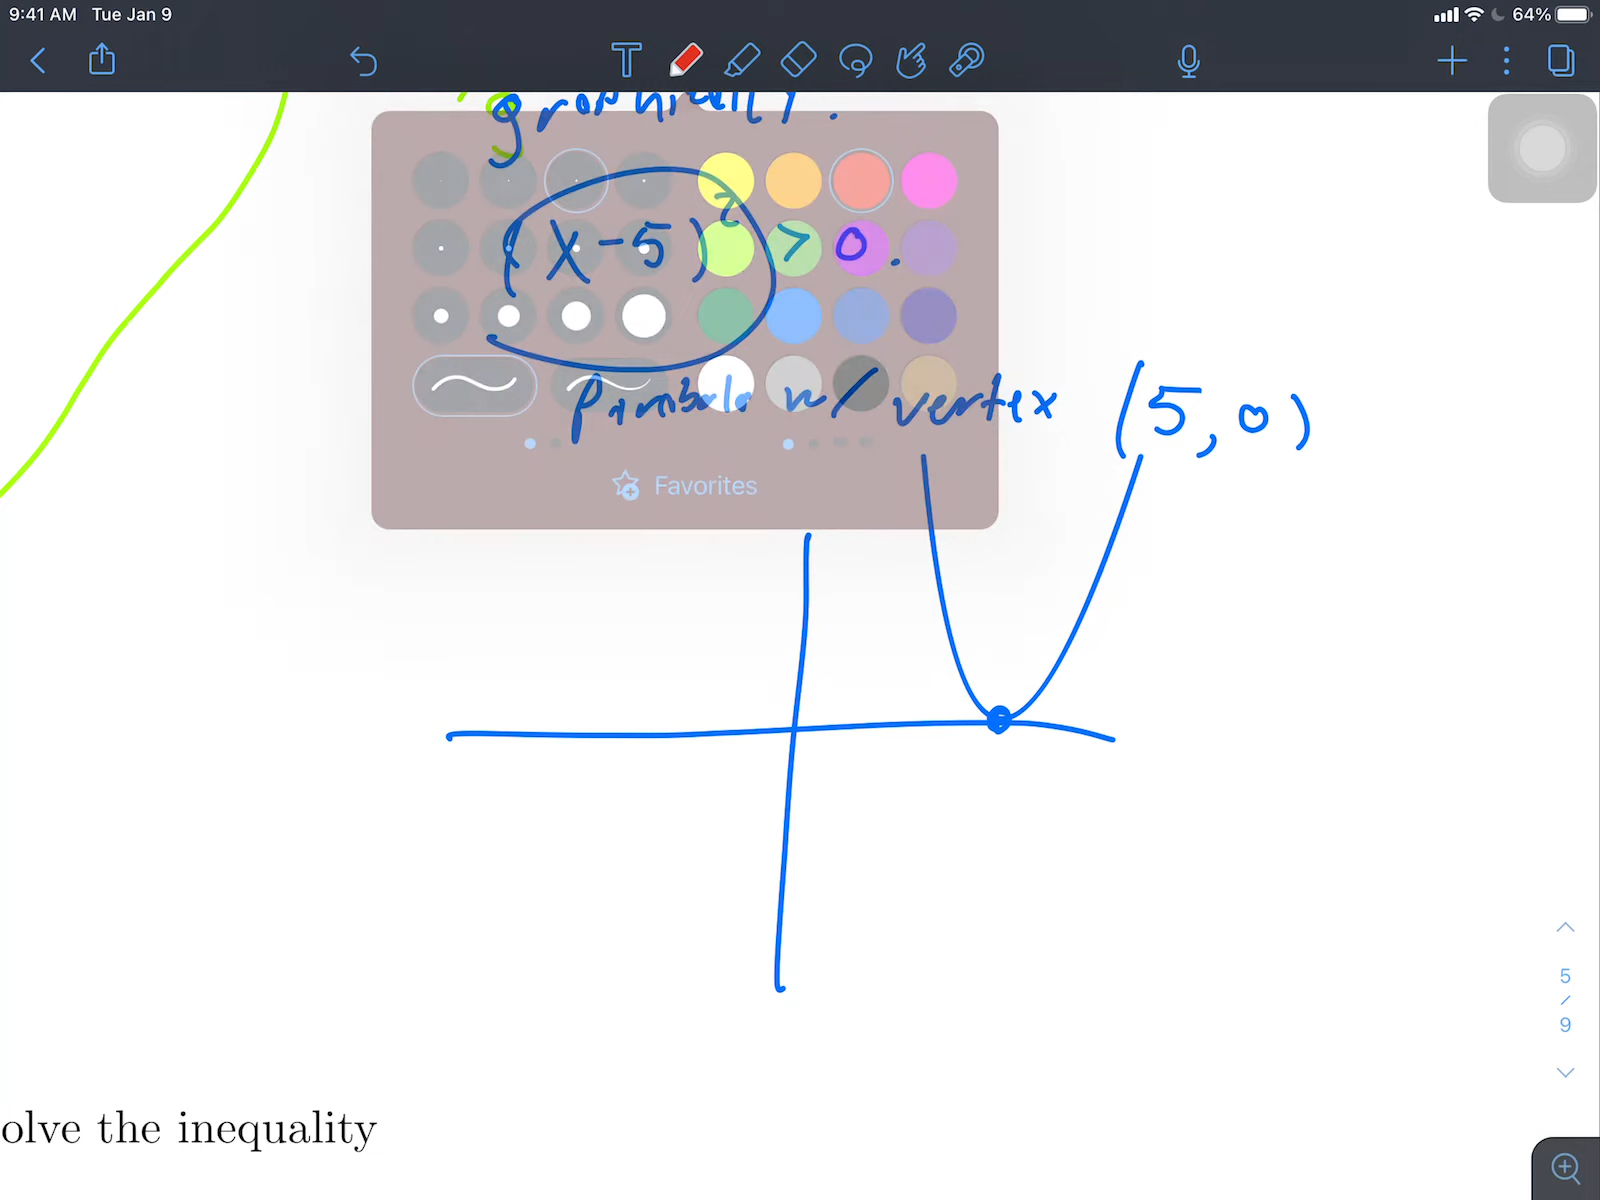 9:41 AM Tue Jan 9 64%
graphically.
(x-5)² > 0.
Parabola w/ vertex (5,0)
Favorites
5
/
9
olve the inequality